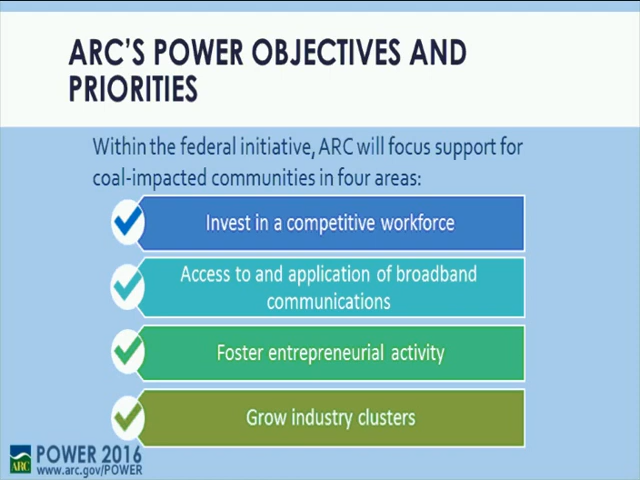 ARC'S POWER OBJECTIVES AND
PRIORITIES
Within the federal initiative, ARC will focus support for
coal-impacted communities in four areas:
Invest in a competitive workforce
Access to and application of broadband
communications
Foster entrepreneurial activity
Grow industry clusters
ARC
POWER 2016
www.arc.gov/POWER